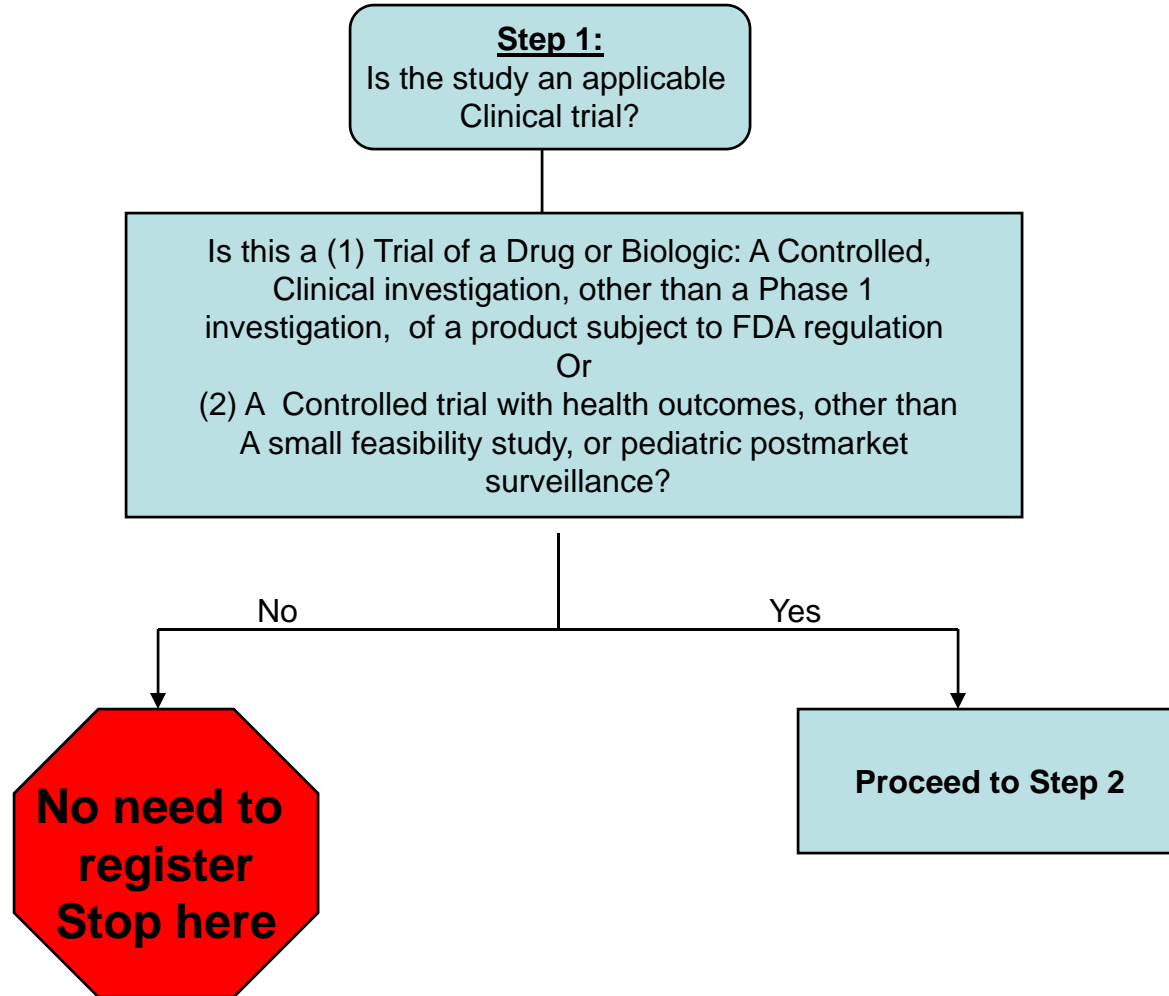 Step 1:
Is the study an applicable
Clinical trial?
Is this a (1) Trial of a Drug or Biologic: A Controlled,
Clinical investigation, other than a Phase 1
investigation, of a product subject to FDA regulation
Or
(2) A Controlled trial with health outcomes, other than
A small feasibility study, or pediatric postmarket
surveillance?
No
Yes
No need to
register
Stop here
Proceed to Step 2